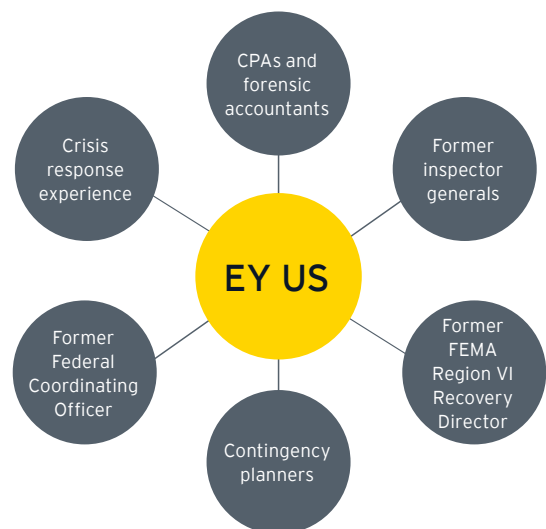 CPAs and
forensic
accountants
Crisis
response
experience
Former
inspector
generals
EY US
Former
Federal
Coordinating
Officer
Former
FEMA
Region VI
Recovery
Director
Contingency
planners